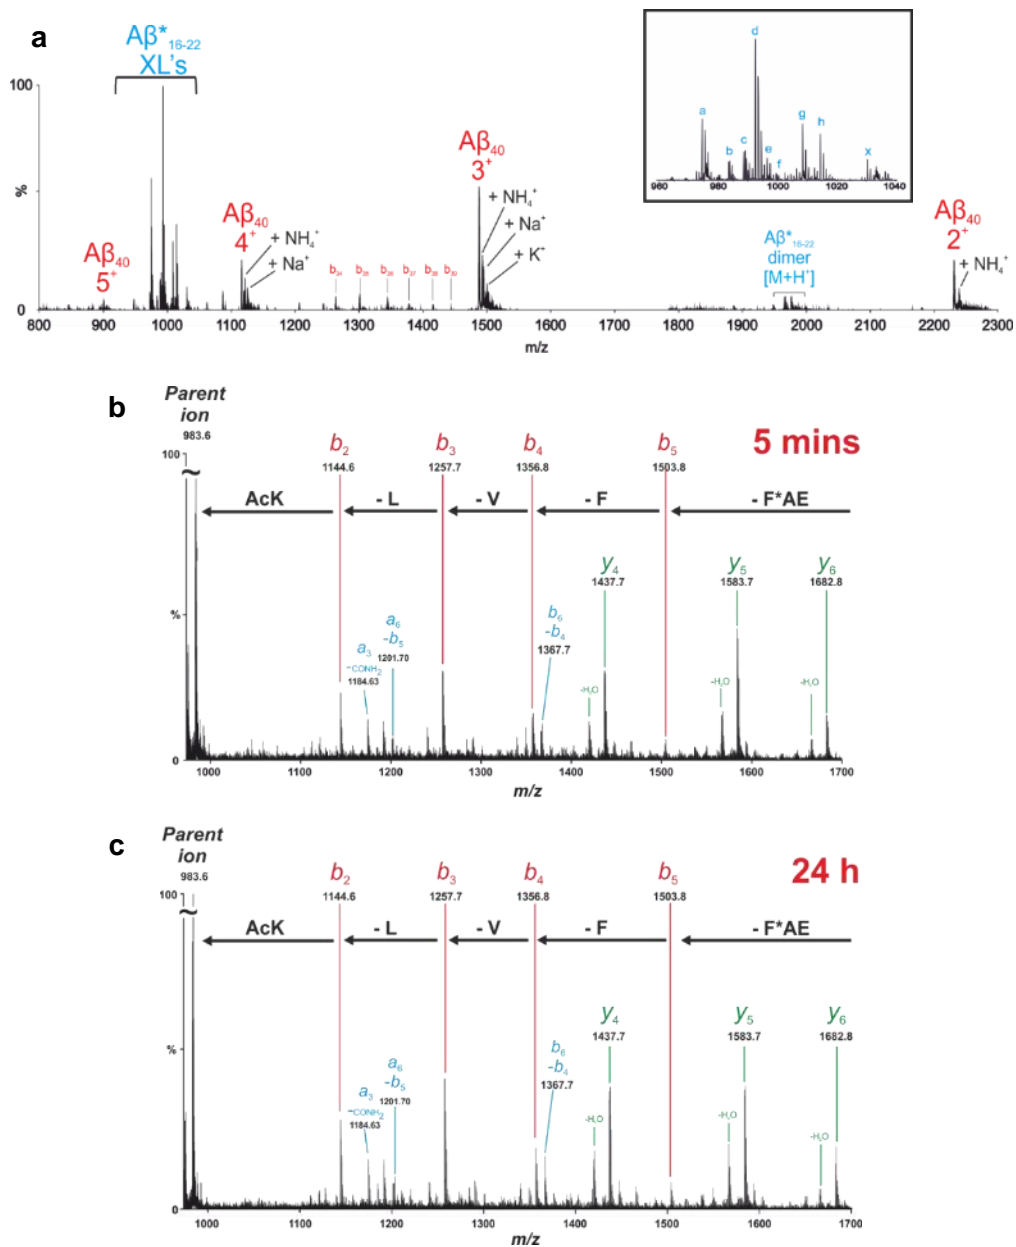 a
Aβ*16-22
XL's
100
%
0
Aβ40
5+
Aβ40
4+
+ NH4+
+ Na+
b34
b35
b36
b37
b38
b39
Aβ40
3+
+ NH4+
+ Na+
+ K+
Aβ*16-22
dimer
[M+H+]
Aβ40
2+
+ NH4+
800 900 1000 1100 1200 1300 1400 1500 1600 1700 1800 1900 2000 2100 2200 2300
m/z
a b c d e f g h x
960 980 1000 1020 1040
b
Parent
ion
983.6
5 mins
100
%
0
b2
1144.6
b3
1257.7
b4
1356.8
b5
1503.8
AcK - L - V - F - F*AE
a3
-CONH2
1184.63
a6
-b5
1201.70
b6
-b4
1367.7
y4
1437.7
y5
1583.7
y6
1682.8
-H2O
-H2O
-H2O
1000 1100 1200 1300 1400 1500 1600 1700
m/z
c
Parent
ion
983.6
24 h
100
%
0
b2
1144.6
b3
1257.7
b4
1356.8
b5
1503.8
AcK - L - V - F - F*AE
a3
-CONH2
1184.63
a6
-b5
1201.70
b6
-b4
1367.7
y4
1437.7
y5
1583.7
y6
1682.8
-H2O
-H2O
-H2O
1000 1100 1200 1300 1400 1500 1600 1700
m/z